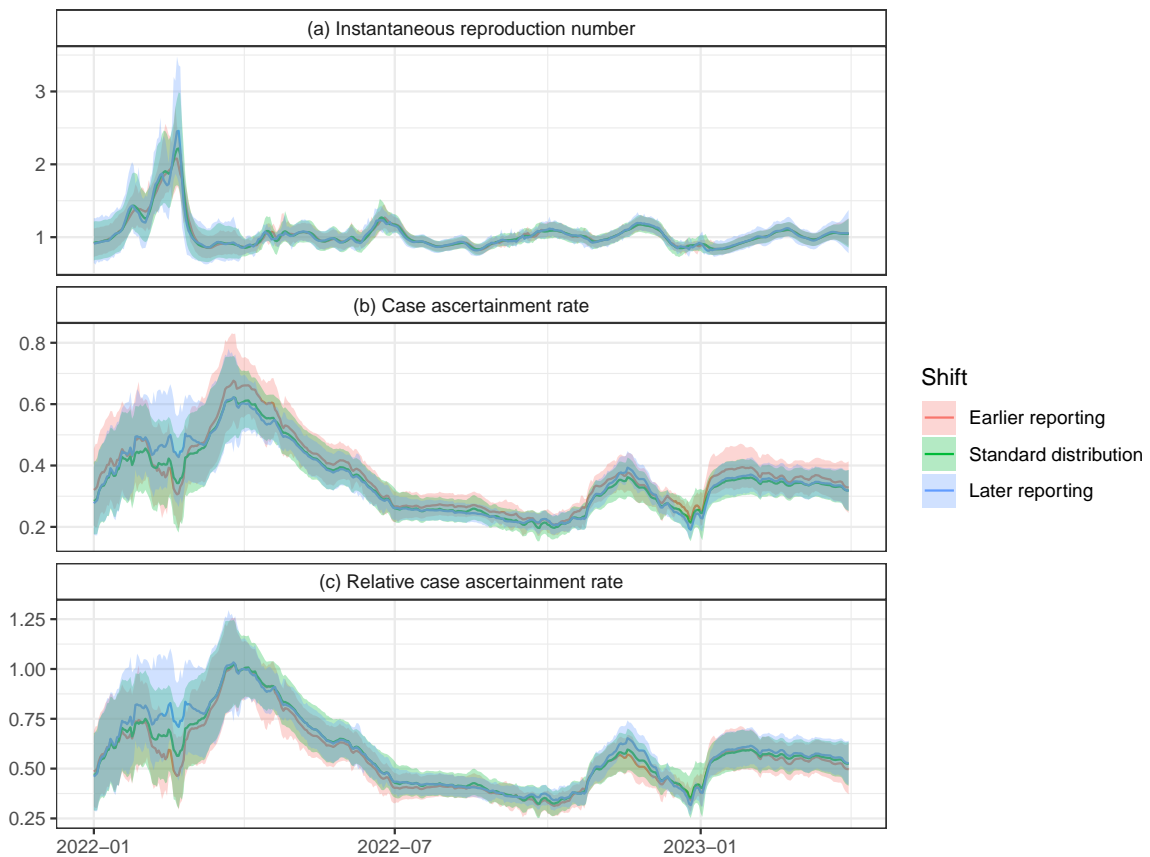 (a) Instantaneous reproduction number
3
2
1
(b) Case ascertainment rate
0.8
0.6
0.4
0.2
(c) Relative case ascertainment rate
1.25
1.00
0.75
0.50
0.25
2022−01
2022−07
2023−01
Shift
Earlier reporting
Standard distribution
Later reporting